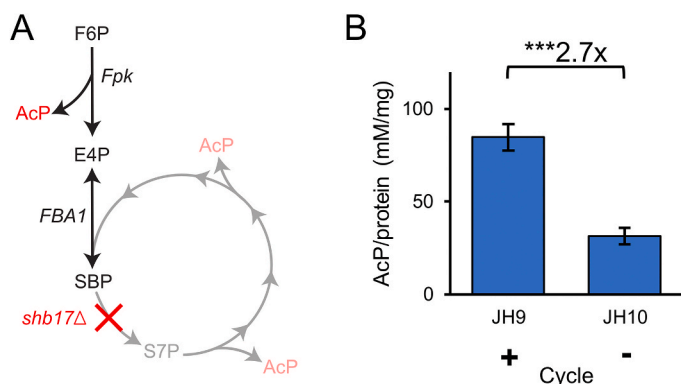 A
F6P
Fpk
AcP
E4P
AcP
FBA1
SBP
shb17Δ
S7P
AcP
B
***2.7x
AcP/protein (mM/mg)
100
50
0
JH9
JH10
+
-
Cycle